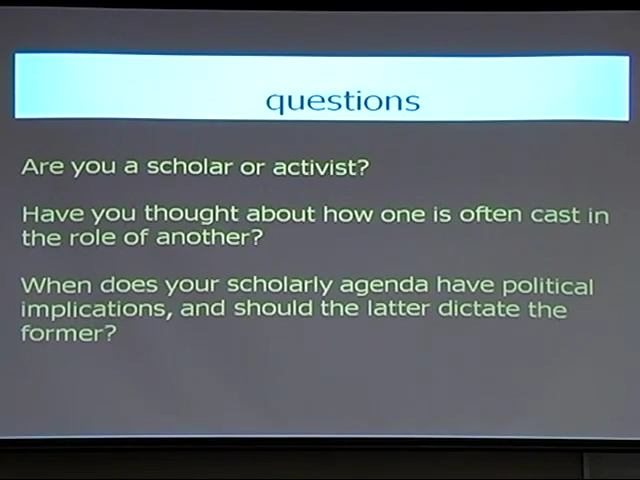 questions
Are you a scholar or activist?
Have you thought about how one is often cast in
the role of another?
When does your scholarly agenda have political
implications, and should the latter dictate the
former?